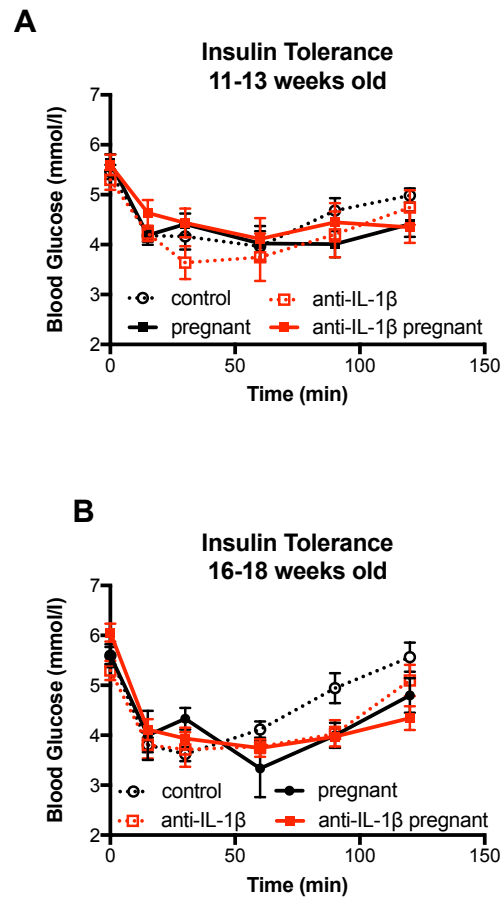 A
Insulin Tolerance
11-13 weeks old
Blood Glucose (mmol/l)
7
6
5
4
3
2
control
anti-IL-1β
pregnant
anti-IL-1β pregnant
0
50
100
150
Time (min)
B
Insulin Tolerance
16-18 weeks old
Blood Glucose (mmol/l)
7
6
5
4
3
2
control
pregnant
anti-IL-1β
anti-IL-1β pregnant
0
50
100
150
Time (min)